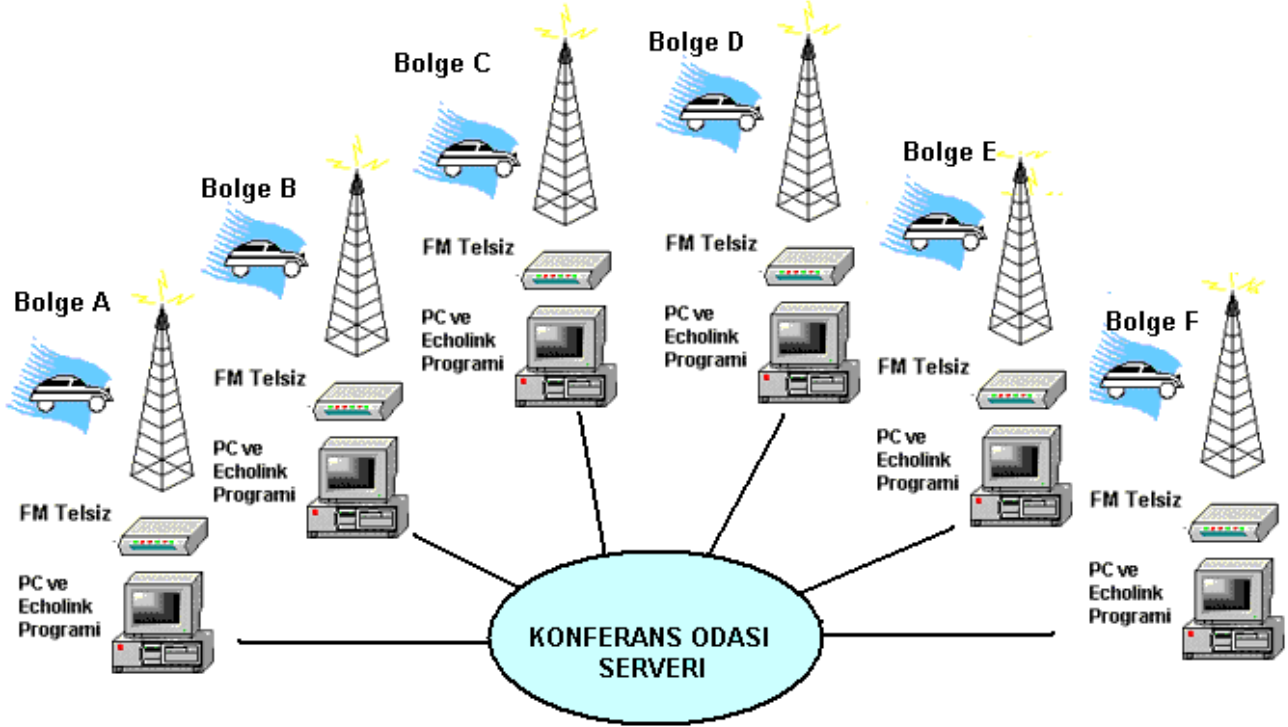 Bolge A
FM Telsiz
PC ve
Echolink
Programi
Bolge B
FM Telsiz
PC ve
Echolink
Programi
Bolge C
FM Telsiz
PC ve
Echolink
Programi
Bolge D
FM Telsiz
PC ve
Echolink
Programi
Bolge E
FM Telsiz
PC ve
Echolink
Programi
Bolge F
FM Telsiz
PC ve
Echolink
Programi
KONFERANS ODASI
SERVERI